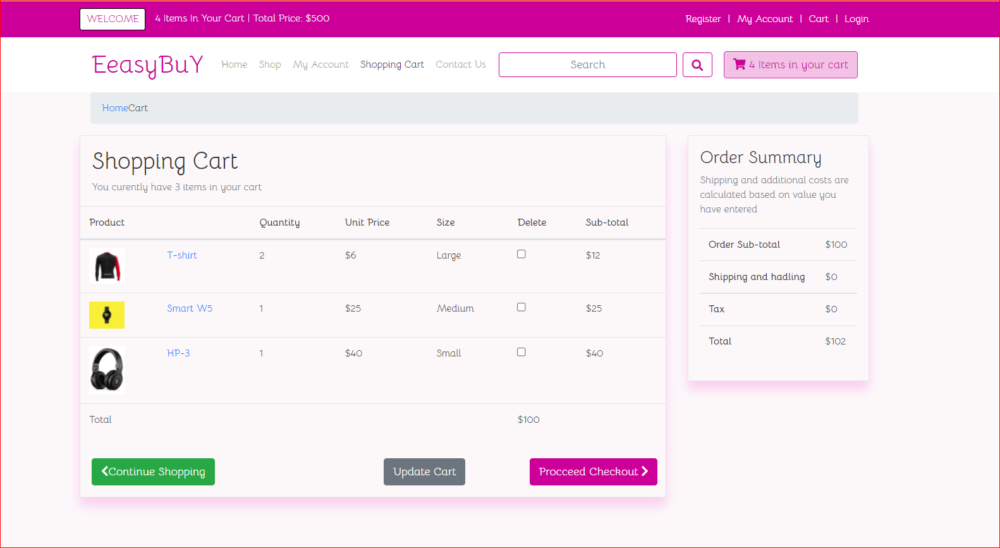 WELCOME 4 Items In Your Cart | Total Price: $500 Register | My Account | Cart | Login
EeasyBuY Home Shop My Account Shopping Cart Contact Us Search 4 Items in your cart
HomeCart
Shopping Cart
You curently have 3 items in your cart
Product Quantity Unit Price Size Delete Sub-total
T-shirt 2 $6 Large $12
Smart W5 1 $25 Medium $25
HP-3 1 $40 Small $40
Total $100
Continue Shopping Update Cart Procceed Checkout
Order Summary
Shipping and additional costs are
calculated based on value you
have entered
Order Sub-total $100
Shipping and hadling $0
Tax $0
Total $102